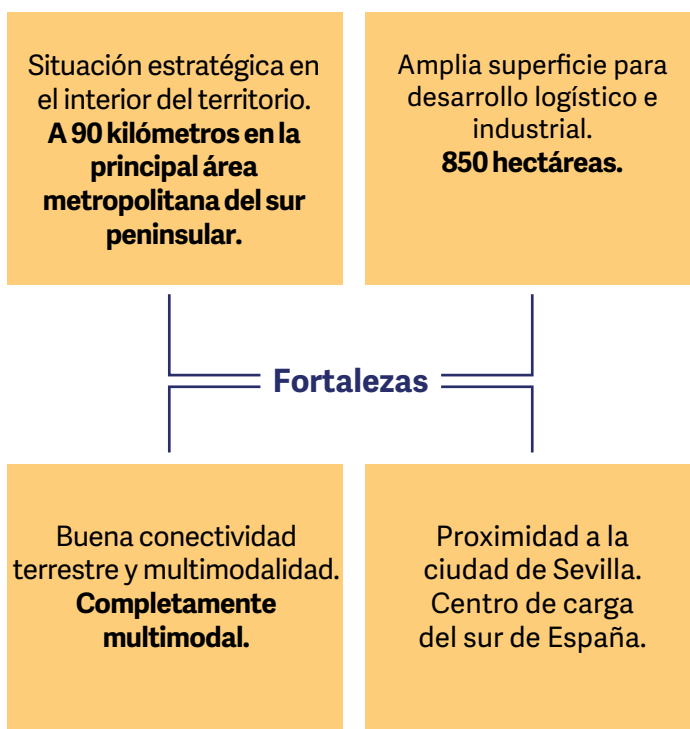 Situación estratégica en
el interior del territorio.
A 90 kilómetros en la
principal área
metropolitana del sur
peninsular.
Amplia superficie para
desarrollo logístico e
industrial.
850 hectáreas.
Fortalezas
Buena conectividad
terrestre y multimodalidad.
Completamente
multimodal.
Proximidad a la
ciudad de Sevilla.
Centro de carga
del sur de España.